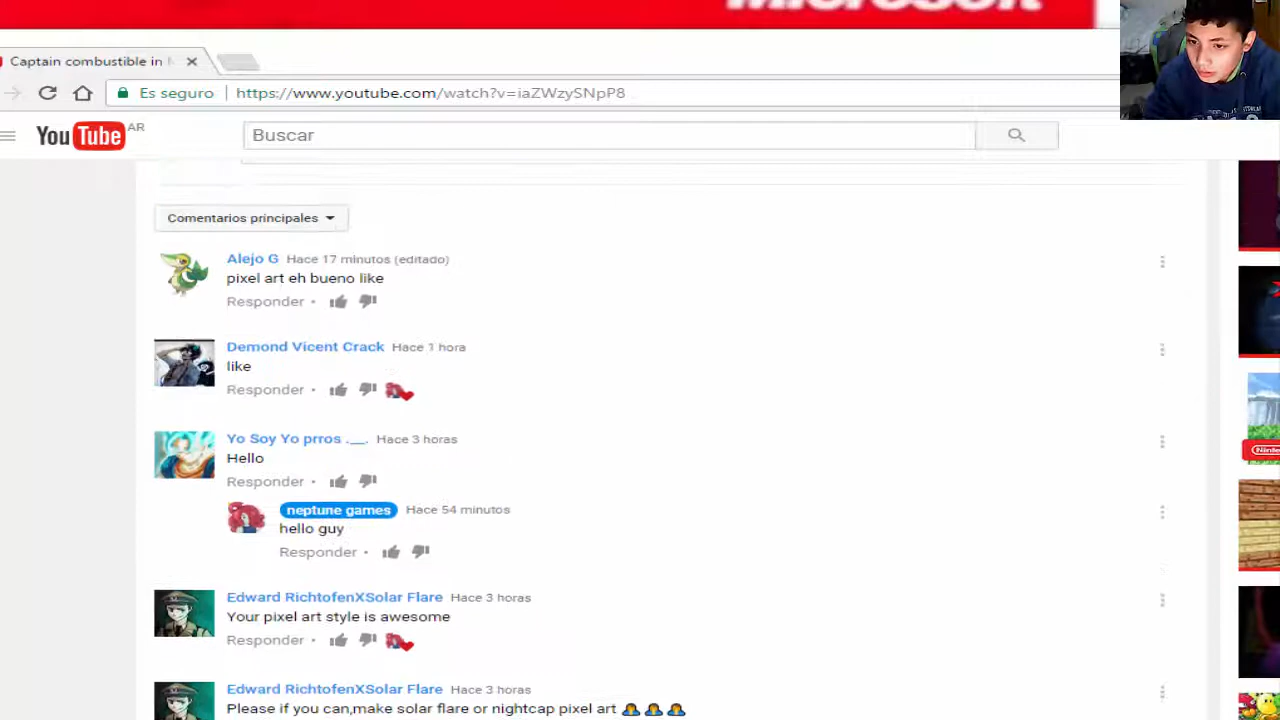 Microsoft
Captain combustible in
Es seguro https://www.youtube.com/watch?v=iaZWzySNpP8
YouTube AR
Buscar
Comentarios principales
Alejo G Hace 17 minutos (editado)
pixel art eh bueno like
Responder •
Demond Vicent Crack Hace 1 hora
like
Responder •
Yo Soy Yo prros .__. Hace 3 horas
Hello
Responder •
neptune games Hace 54 minutos
hello guy
Responder •
Edward RichtofenXSolar Flare Hace 3 horas
Your pixel art style is awesome
Responder •
Edward RichtofenXSolar Flare Hace 3 horas
Please if you can,make solar flare or nightcap pixel art